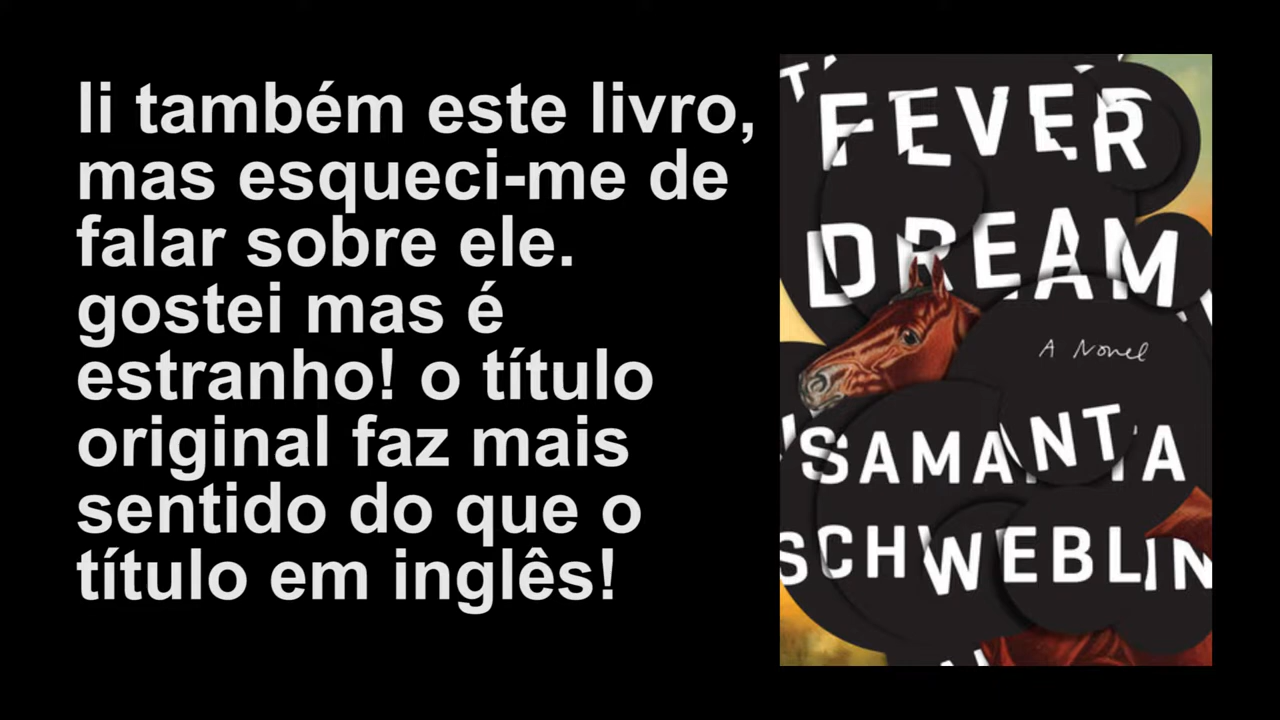 li também este livro,
mas esqueci-me de
falar sobre ele.
gostei mas é
estranho! o título
original faz mais
sentido do que o
título em inglês!
FEVER
DREAM
A Novel
SAMANTA
SCHWEBLIN